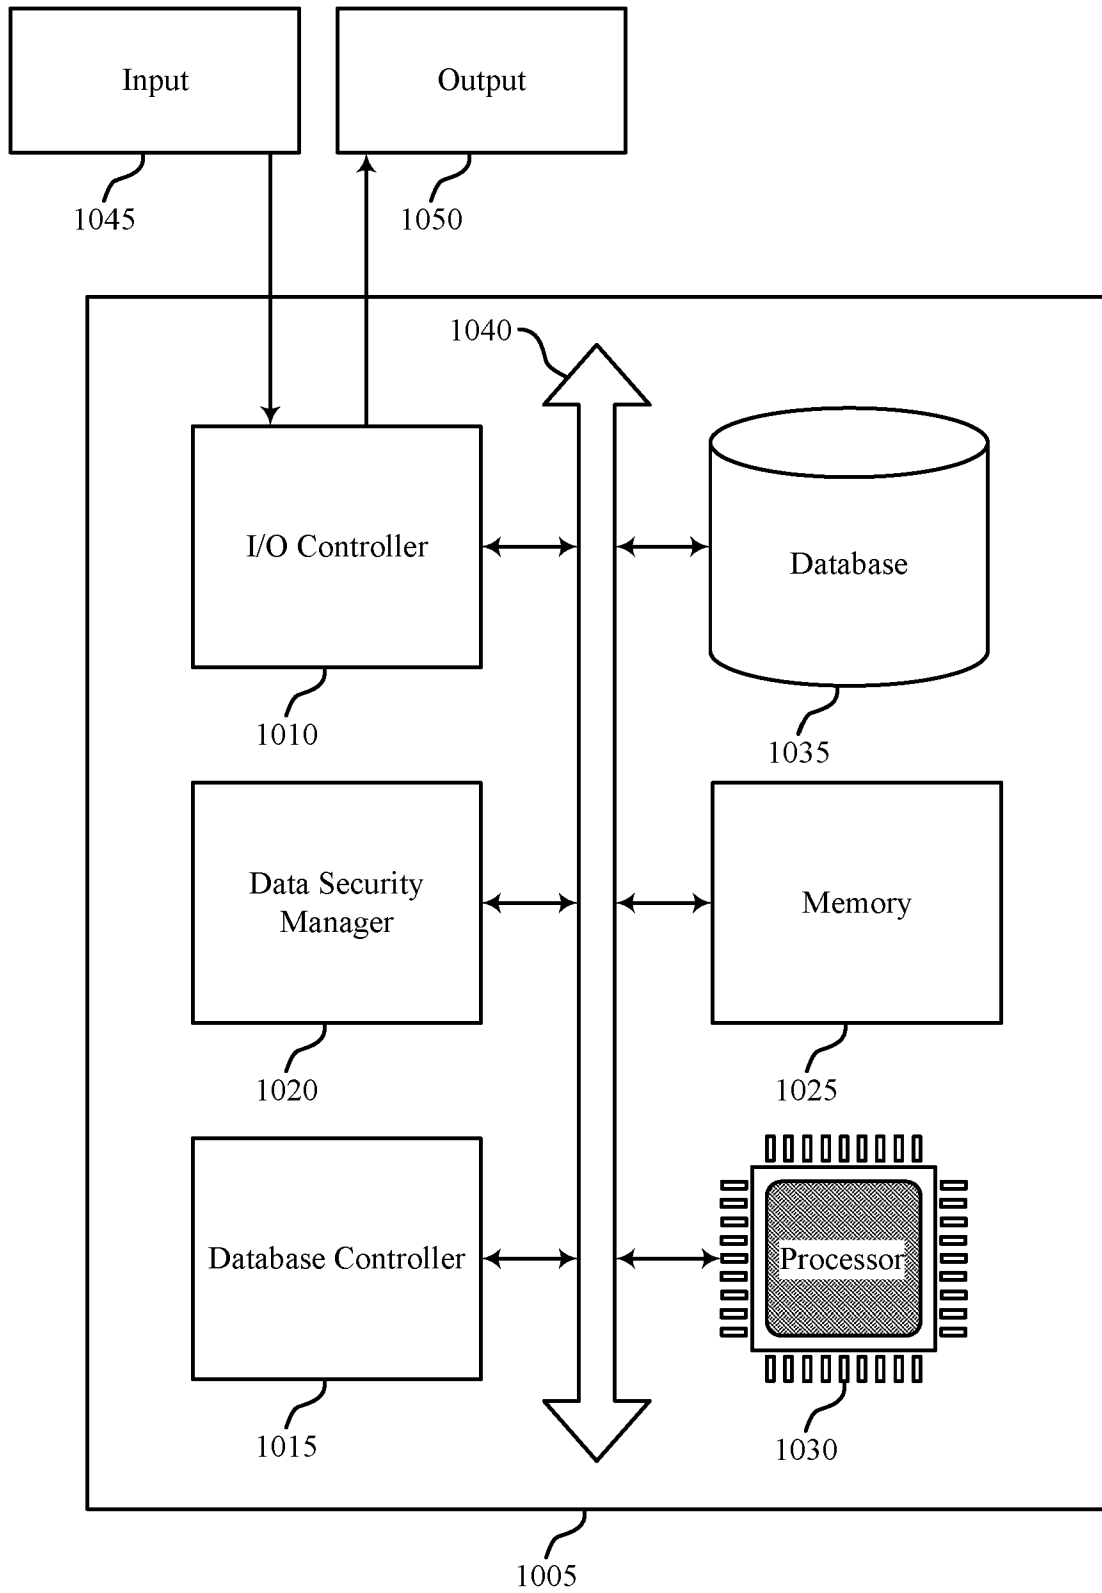 Input
Output
1045
1050
1040
I/O Controller
Database
1010
1035
Data Security
Manager
Memory
1020
1025
Database Controller
Processor
1015
1030
1005